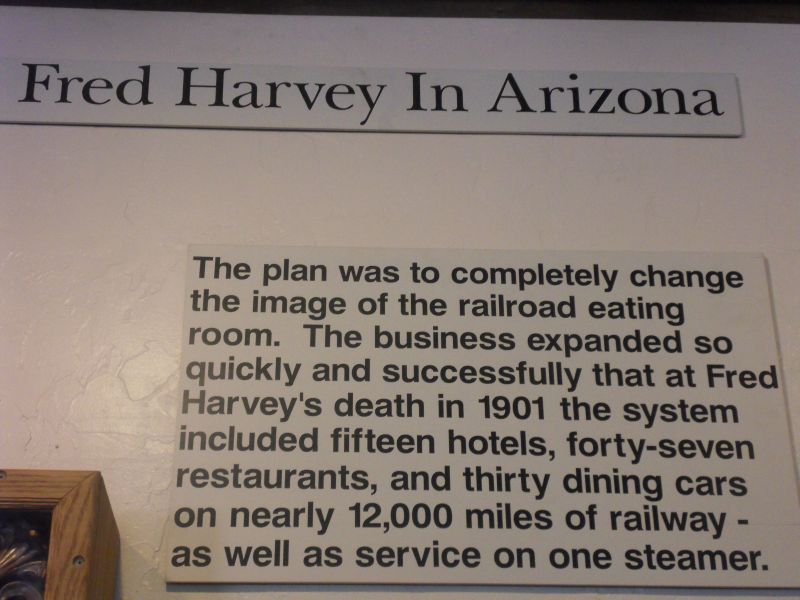 Fred Harvey In Arizona
The plan was to completely change
the image of the railroad eating
room. The business expanded so
quickly and successfully that at Fred
Harvey's death in 1901 the system
included fifteen hotels, forty-seven
restaurants, and thirty dining cars
on nearly 12,000 miles of railway -
as well as service on one steamer.